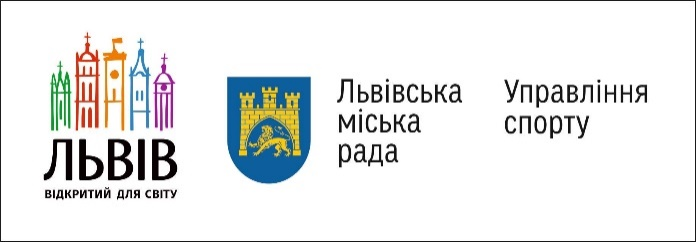 ЛЬВІВ
ВІДКРИТИЙ ДЛЯ СВІТУ
Львівська
міська
рада
Управління
спорту